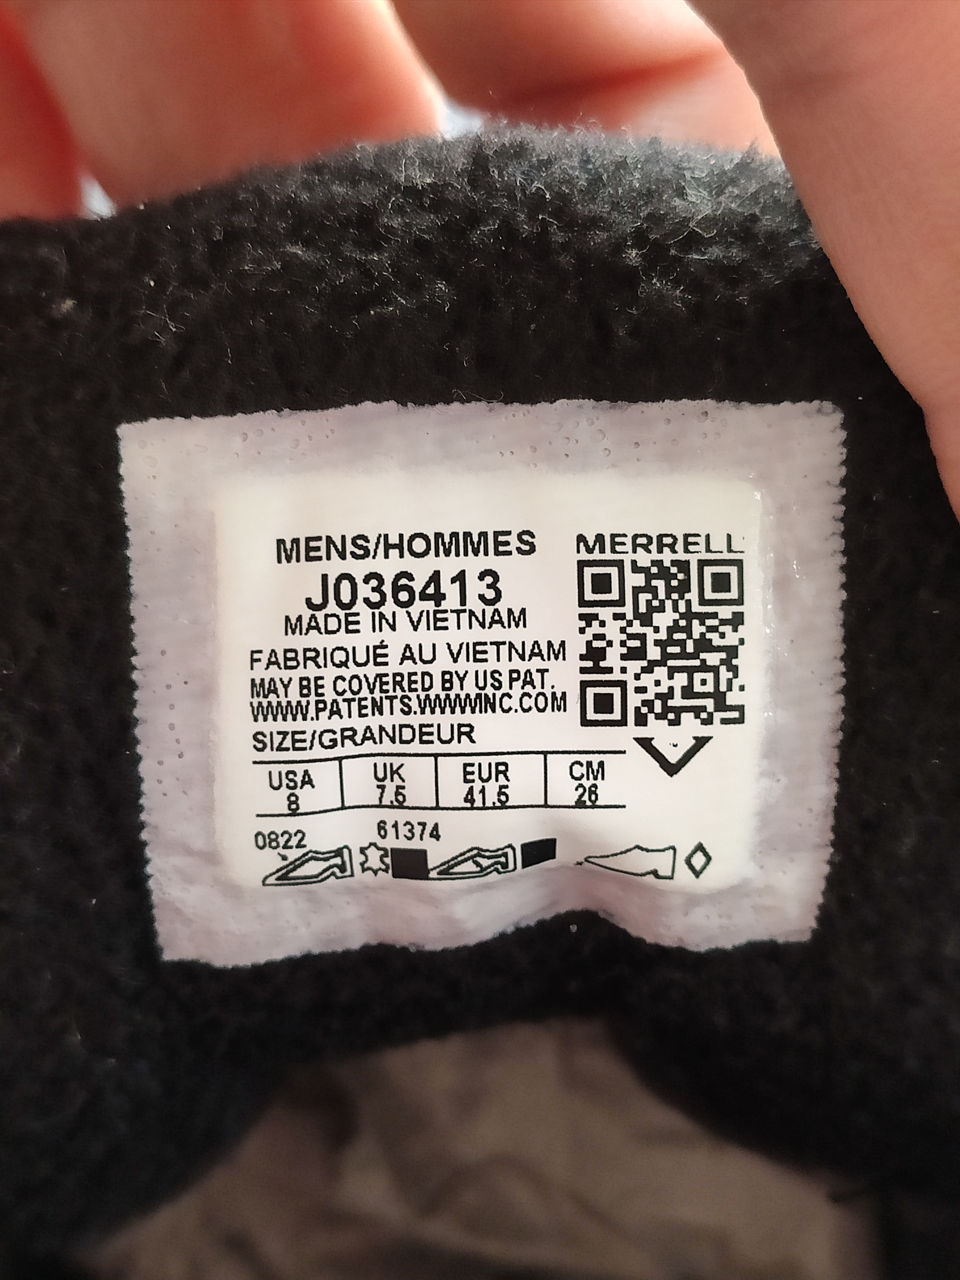 MENS/HOMMES
J036413
MADE IN VIETNAM
FABRIQUÉ AU VIETNAM
MAY BE COVERED BY US PAT.
WWW.PATENTS.WWWINC.COM
SIZE/GRANDEUR
USA UK EUR CM
8 7.5 41.5 26
0822 61374
MERRELL